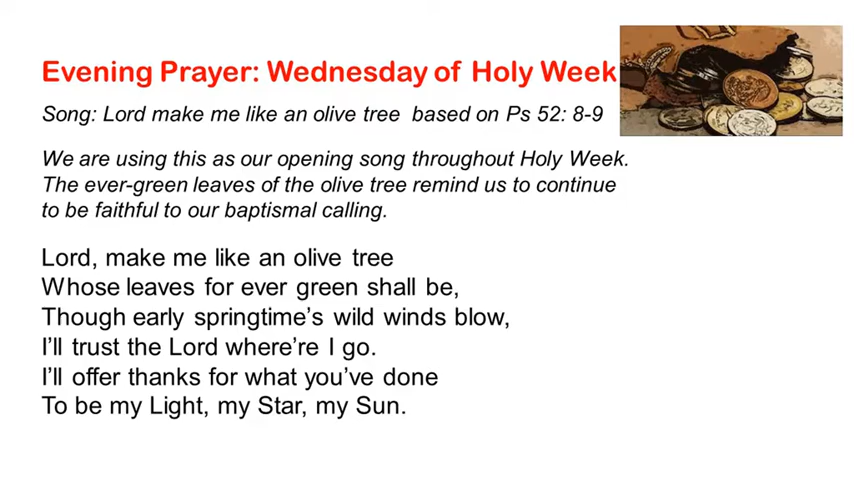 Evening Prayer: Wednesday of Holy Week
Song: Lord make me like an olive tree based on Ps 52: 8-9
We are using this as our opening song throughout Holy Week.
The ever-green leaves of the olive tree remind us to continue
to be faithful to our baptismal calling.
Lord, make me like an olive tree
Whose leaves for ever green shall be,
Though early springtime’s wild winds blow,
I’ll trust the Lord where’re I go.
I’ll offer thanks for what you’ve done
To be my Light, my Star, my Sun.